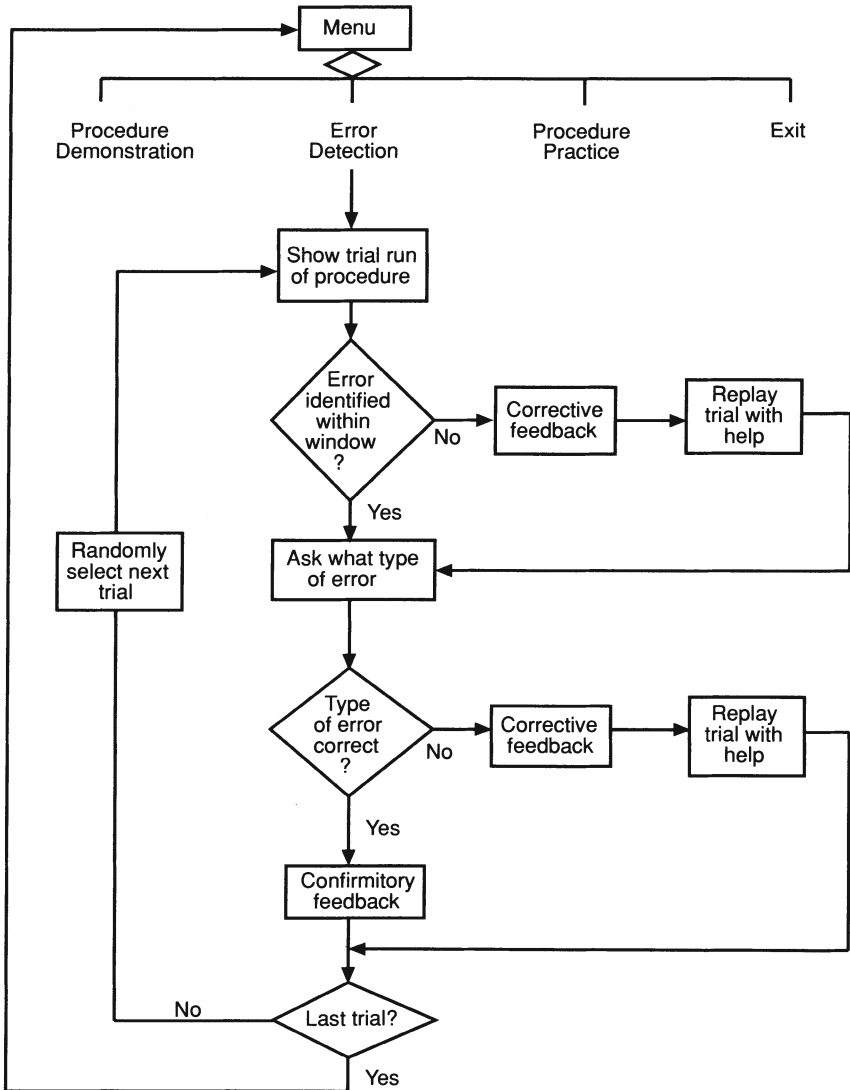 Menu
Procedure
Demonstration
Error
Detection
Procedure
Practice
Exit
Show trial run
of procedure
Error
identified
within
window
?
No
Corrective
feedback
Replay
trial with
help
Yes
Randomly
select next
trial
Ask what type
of error
Type
of error
correct
?
No
Corrective
feedback
Replay
trial with
help
Yes
Confirmitory
feedback
Last trial?
No
Yes